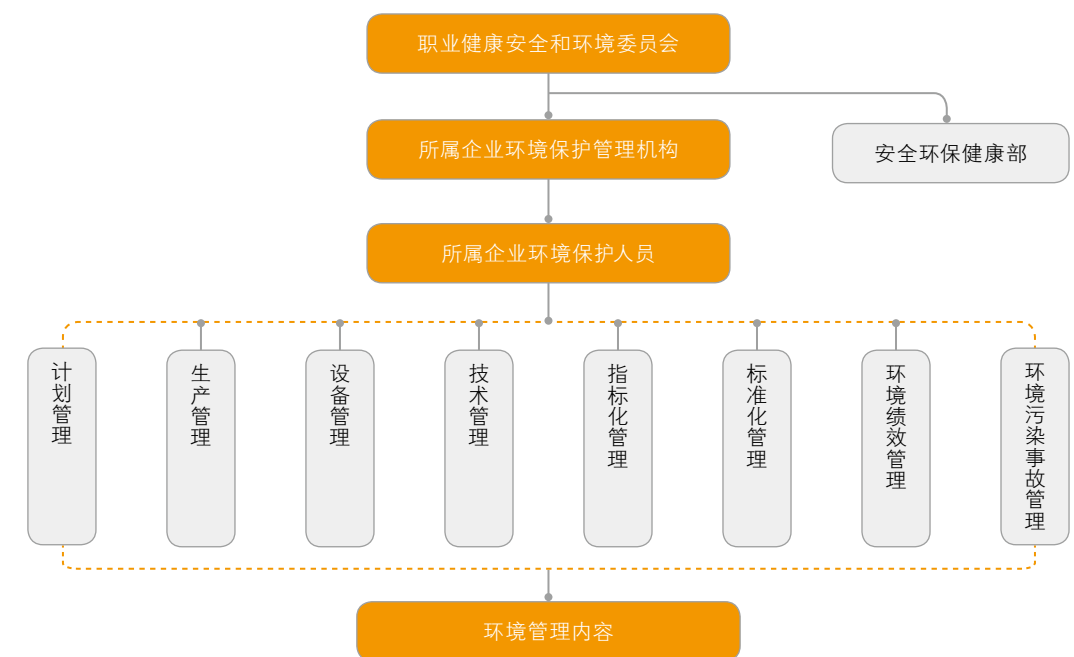 职业健康安全和环境委员会
所属企业环境保护管理机构
安全环保健康部
所属企业环境保护人员
计划管理
生产管理
设备管理
技术管理
指标化管理
标准化管理
环境绩效管理
环境污染事故管理
环境管理内容